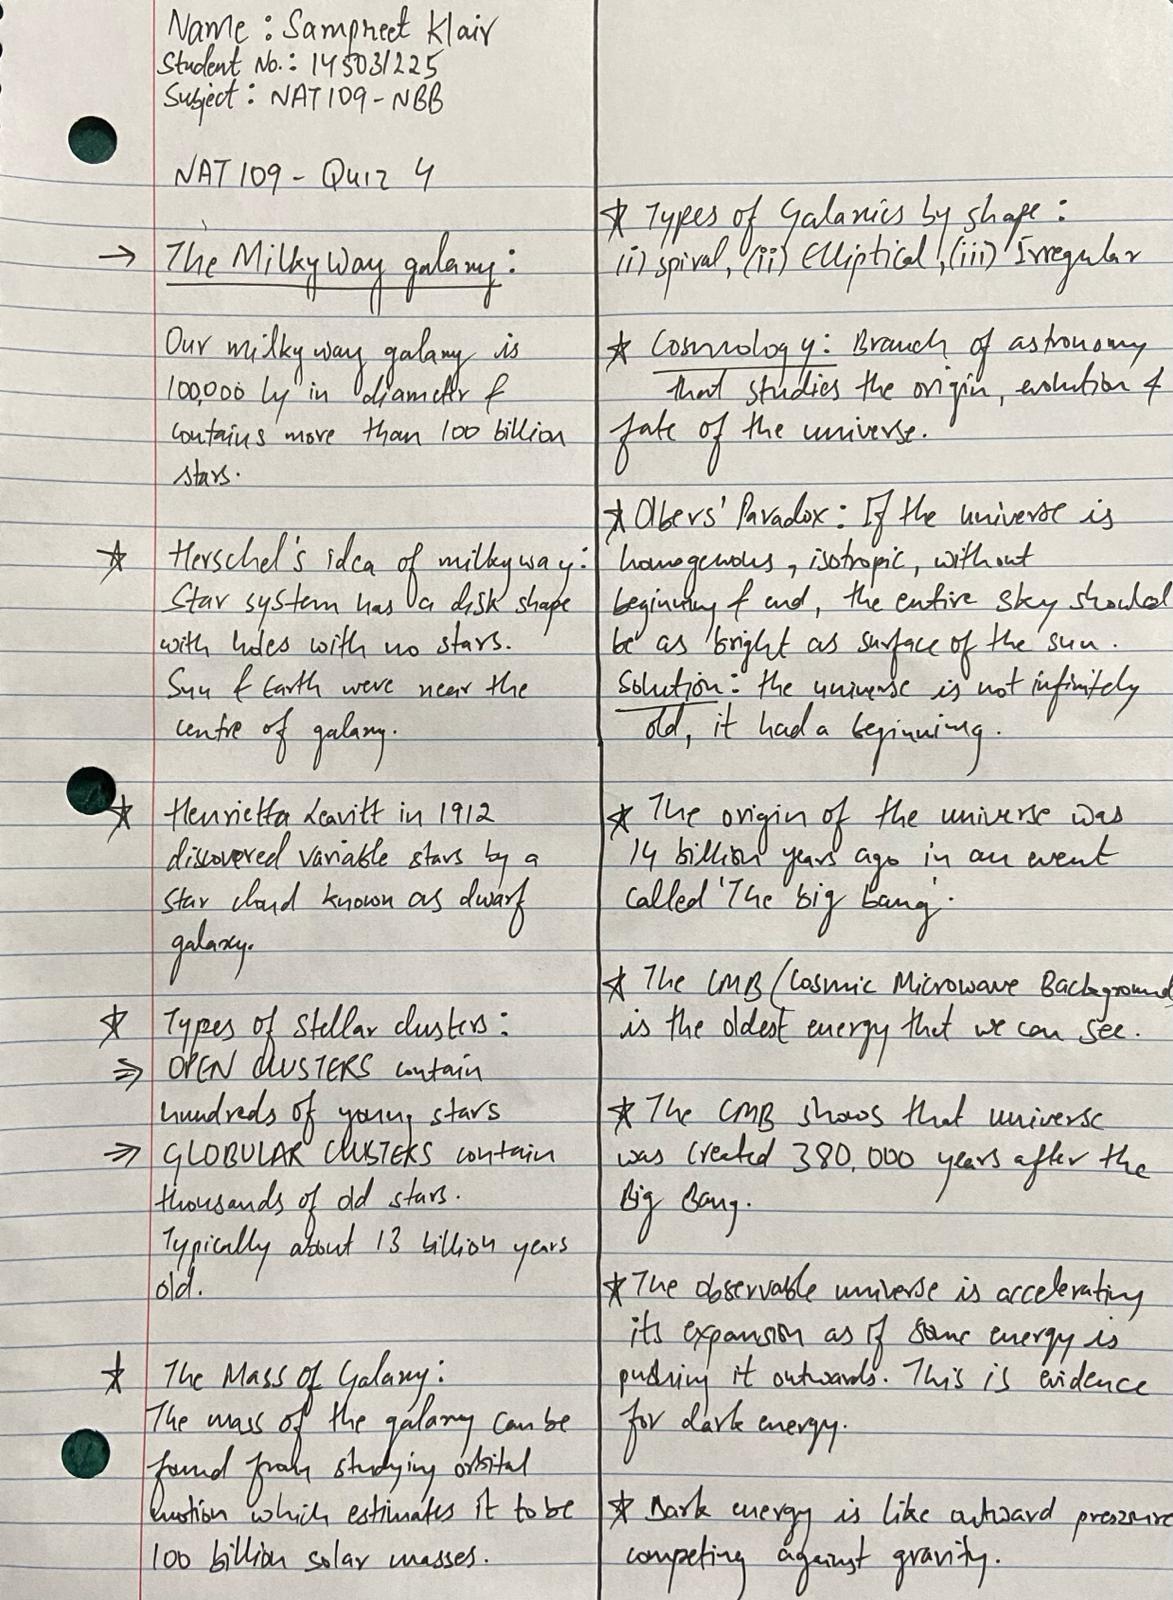 Name : Sampreet Klair
Student No.: 145031225
Subject : NAT109-NBB
NAT109 - Quiz 4
→ The Milky Way galaxy :
Our milky way galaxy is
100,000 ly in diameter &
contains more than 100 billion
stars.
★ Herschel's idea of milky way :
Star system has a disk shape
with holes with no stars.
Sun & Earth were near the
centre of galaxy.
★ Henrietta Leavitt in 1912
discovered variable stars by a
star cloud known as dwarf
galaxy.
★ Types of stellar clusters :
⇒ OPEN CLUSTERS contain
hundreds of young stars
⇒ GLOBULAR CLUSTERS contain
thousands of old stars.
Typically about 13 billion years
old.
★ The Mass of Galaxy :
The mass of the galaxy can be
found from studying orbital
motion which estimates it to be
100 billion solar masses.
★ Types of Galaxies by shape :
(i) spiral, (ii) Elliptical, (iii) Irregular
★ Cosmology : Branch of astronomy
that studies the origin, evolution &
fate of the universe.
★ Olbers' Paradox : If the universe is
homogenous, isotropic, without
beginning & end, the entire sky should
be as bright as surface of the sun.
Solution : the universe is not infinitely
old, it had a beginning.
★ The origin of the universe was
14 billion years ago in an event
called 'The big bang'.
★ The CMB (Cosmic Microwave Background)
is the oldest energy that we can see.
★ The CMB shows that universe
was created 380,000 years after the
Big Bang.
★ The observable universe is accelerating
its expansion as if some energy is
pushing it outwards. This is evidence
for dark energy.
★ Dark energy is like outward pressure
competing against gravity.